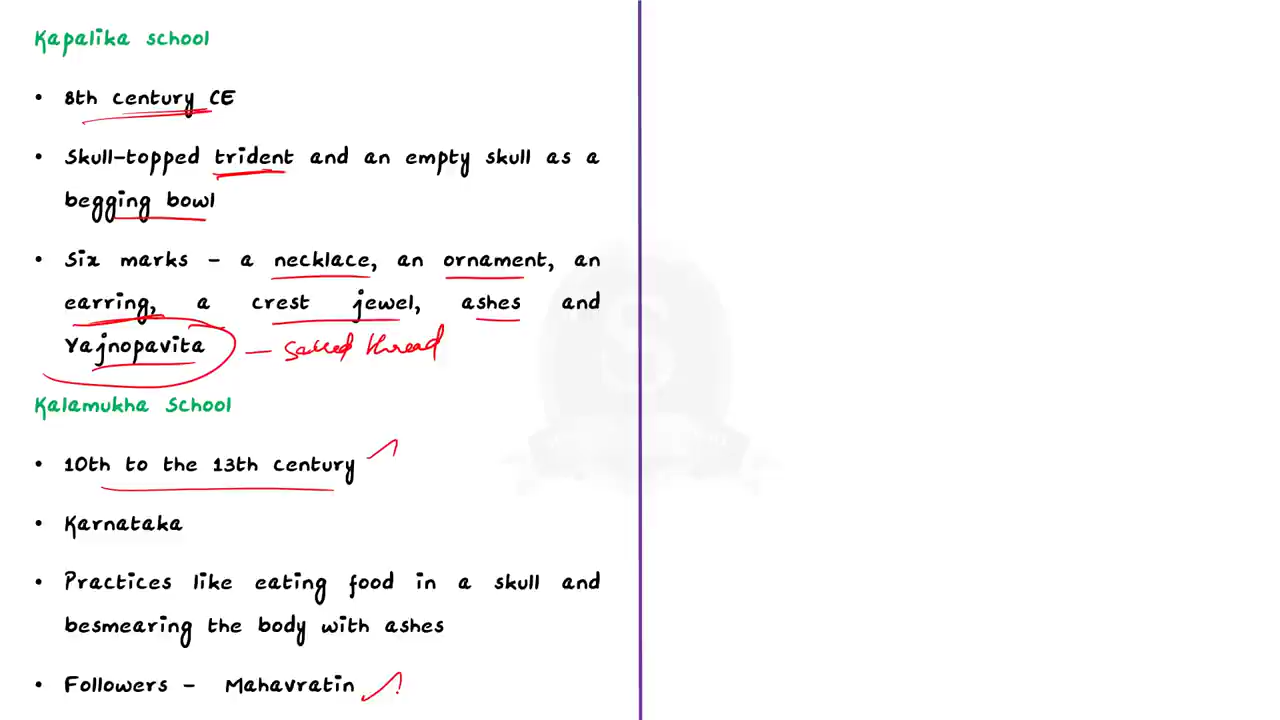 Kapalika school
• 8th century CE
• Skull-topped trident and an empty skull as a
begging bowl
• Six marks - a necklace, an ornament, an
earring, a crest jewel, ashes and
Yajnopavita — Sacred thread
Kalamukha School
• 10th to the 13th century
• Karnataka
• Practices like eating food in a skull and
besmearing the body with ashes
• Followers - Mahavratin